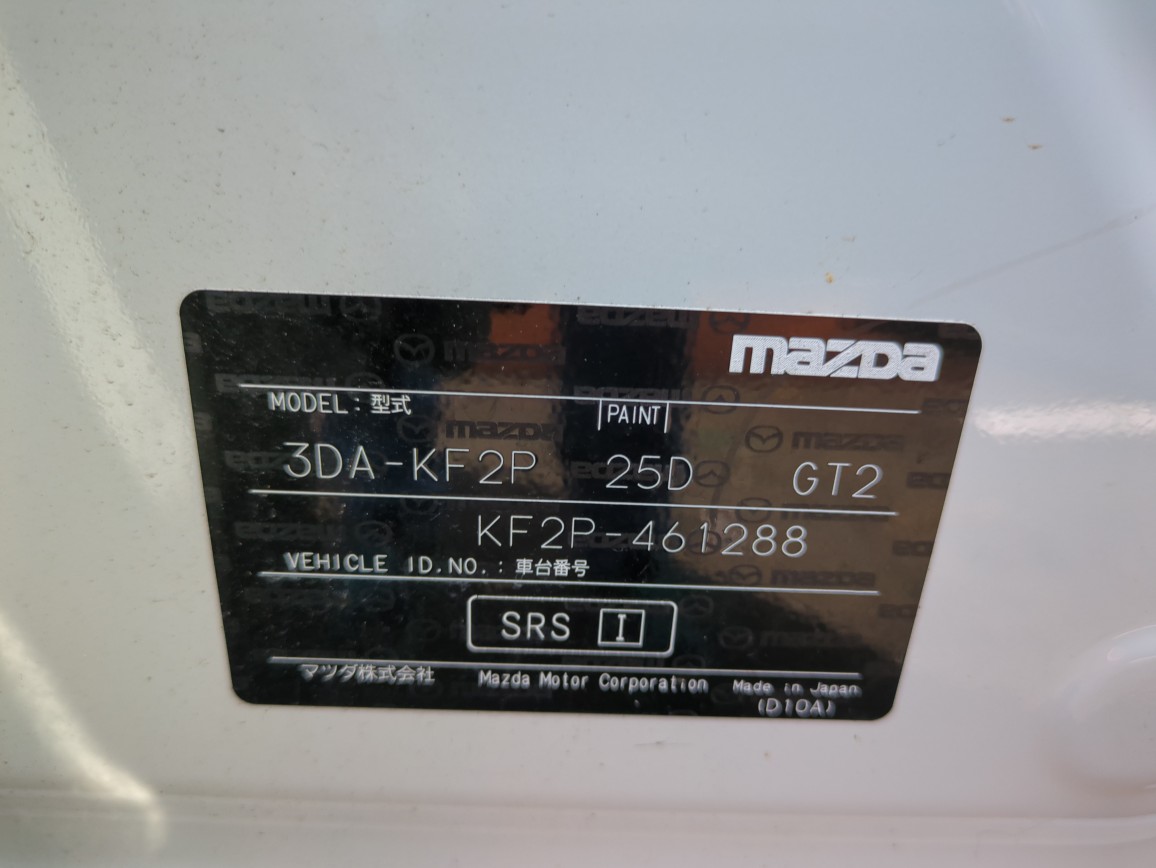 mazda
MODEL：型式 PAINT
3DA-KF2P 25D GT2
KF2P-461288
VEHICLE ID.NO.：車台番号
SRS I
マツダ株式会社 Mazda Motor Corporation Made in Japan
(D10A)